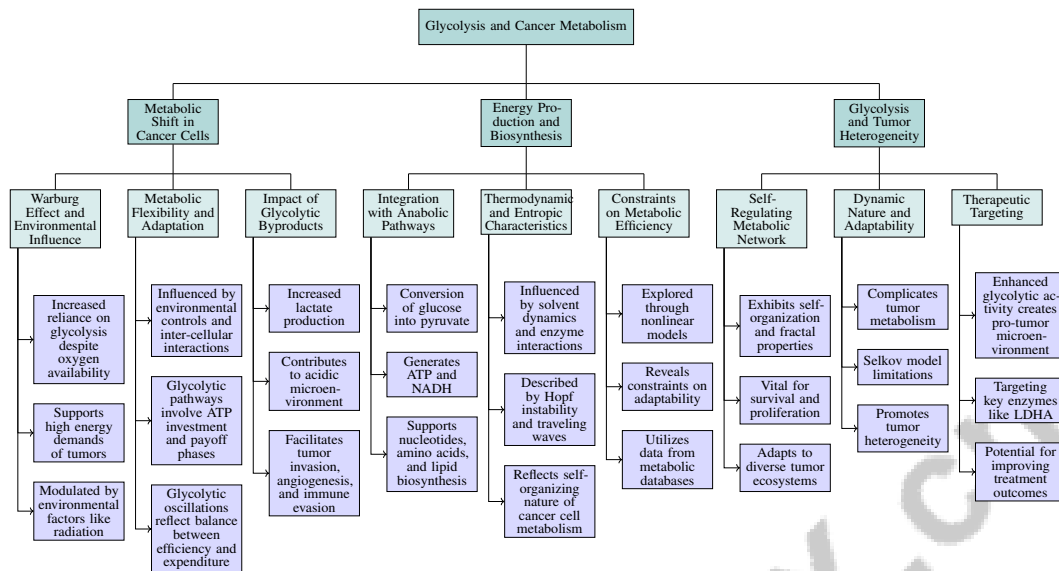 Glycolysis and Cancer Metabolism
Metabolic
Shift in
Cancer Cells
Energy Pro-
duction and
Biosynthesis
Glycolysis
and Tumor
Heterogeneity
Warburg
Effect and
Environmental
Influence
Metabolic
Flexibility and
Adaptation
Impact of
Glycolytic
Byproducts
Integration
with Anabolic
Pathways
Thermodynamic
and Entropic
Characteristics
Constraints
on Metabolic
Efficiency
Self-
Regulating
Metabolic
Network
Dynamic
Nature and
Adaptability
Therapeutic
Targeting
Increased
reliance on
glycolysis
despite
oxygen
availability
Supports
high energy
demands
of tumors
Modulated by
environmental
factors like
radiation
Influenced by
environmental
controls and
inter-cellular
interactions
Glycolytic
pathways
involve ATP
investment
and payoff
phases
Glycolytic
oscillations
reflect balance
between
efficiency and
expenditure
Increased
lactate
production
Contributes
to acidic
microen-
vironment
Facilitates
tumor
invasion,
angiogenesis,
and immune
evasion
Conversion
of glucose
into pyruvate
Generates
ATP and
NADH
Supports
nucleotides,
amino acids,
and lipid
biosynthesis
Influenced
by solvent
dynamics
and enzyme
interactions
Described
by Hopf
instability
and traveling
waves
Reflects self-
organizing
nature of
cancer cell
metabolism
Explored
through
nonlinear
models
Reveals
constraints on
adaptability
Utilizes
data from
metabolic
databases
Exhibits self-
organization
and fractal
properties
Vital for
survival and
proliferation
Adapts to
diverse tumor
ecosystems
Complicates
tumor
metabolism
Selkov model
limitations
Promotes
tumor
heterogeneity
Enhanced
glycolytic ac-
tivity creates
pro-tumor
microenvi-
ronment
Targeting
key enzymes
like LDHA
Potential for
improving
treatment
outcomes